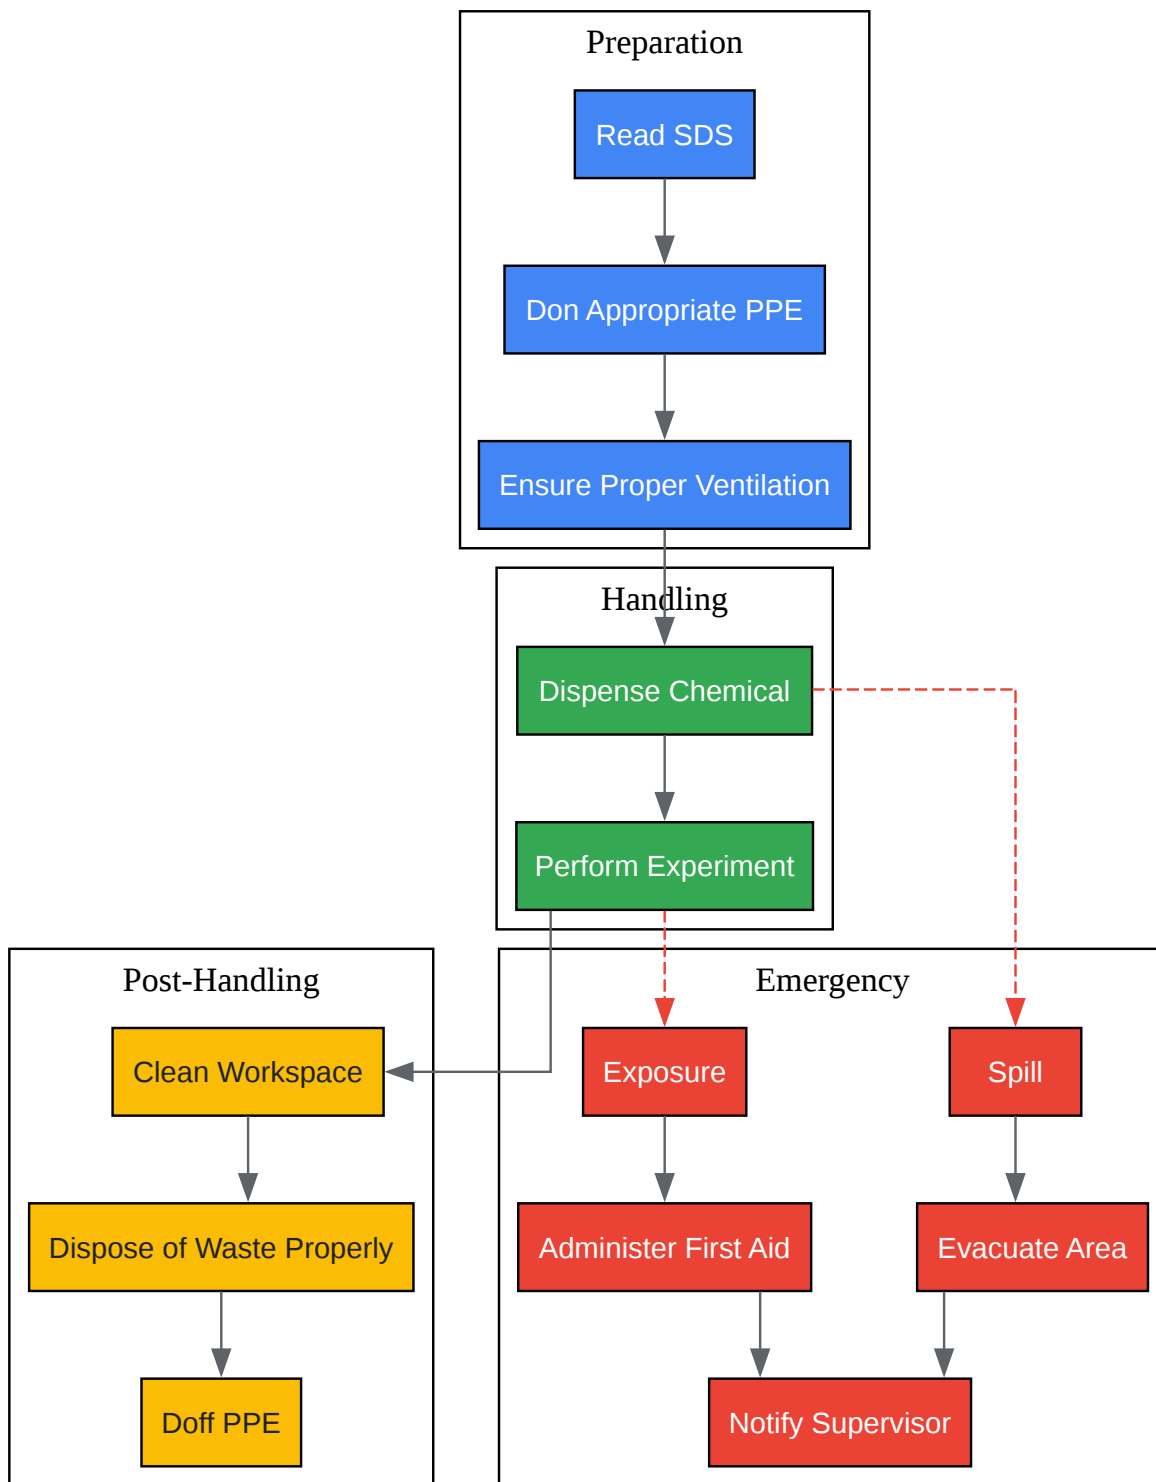 Preparation
Read SDS
Don Appropriate PPE
Ensure Proper Ventilation
Handling
Dispense Chemical
Perform Experiment
Post-Handling
Clean Workspace
Dispose of Waste Properly
Doff PPE
Emergency
Exposure
Spill
Administer First Aid
Evacuate Area
Notify Supervisor